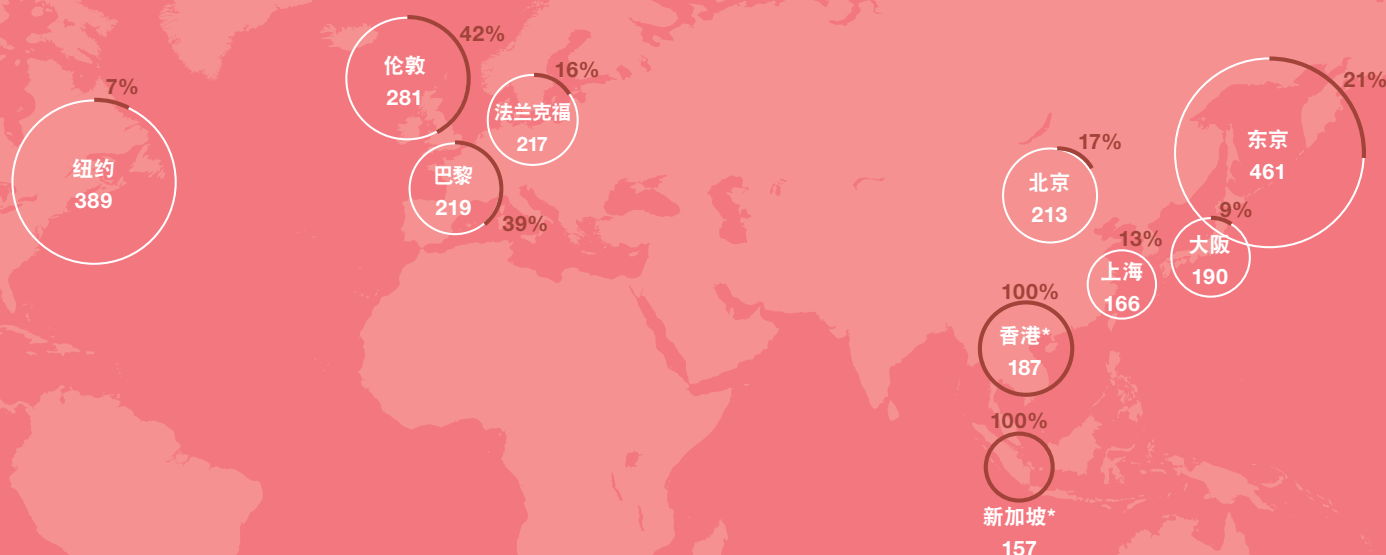 7%
纽约
389
42%
伦敦
281
16%
法兰克福
217
巴黎
219
39%
17%
北京
213
21%
东京
461
9%
大阪
190
13%
上海
166
100%
香港*
187
100%
新加坡*
157